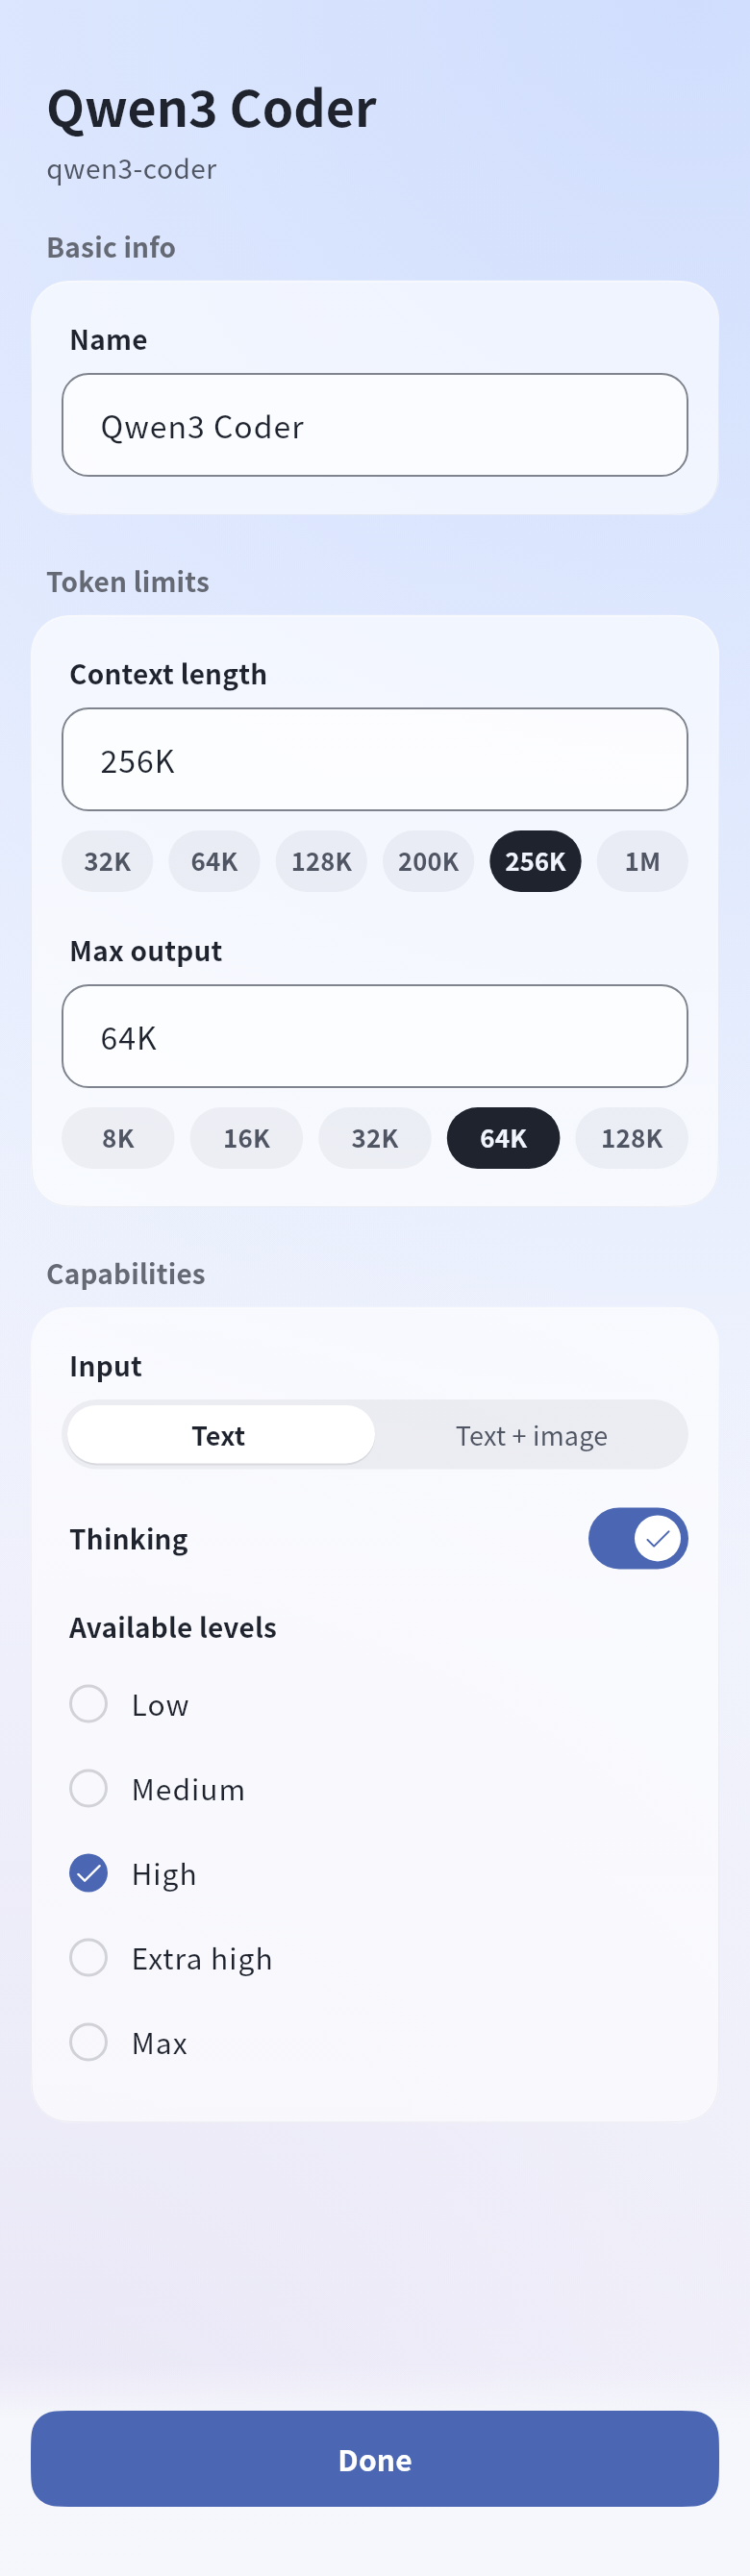 Qwen3 Coder
qwen3-coder
Basic info
Name
Qwen3 Coder
Token limits
Context length
256K
32K 64K 128K 200K 256K 1M
Max output
64K
8K 16K 32K 64K 128K
Capabilities
Input
Text Text + image
Thinking
Available levels
Low
Medium
High
Extra high
Max
Done